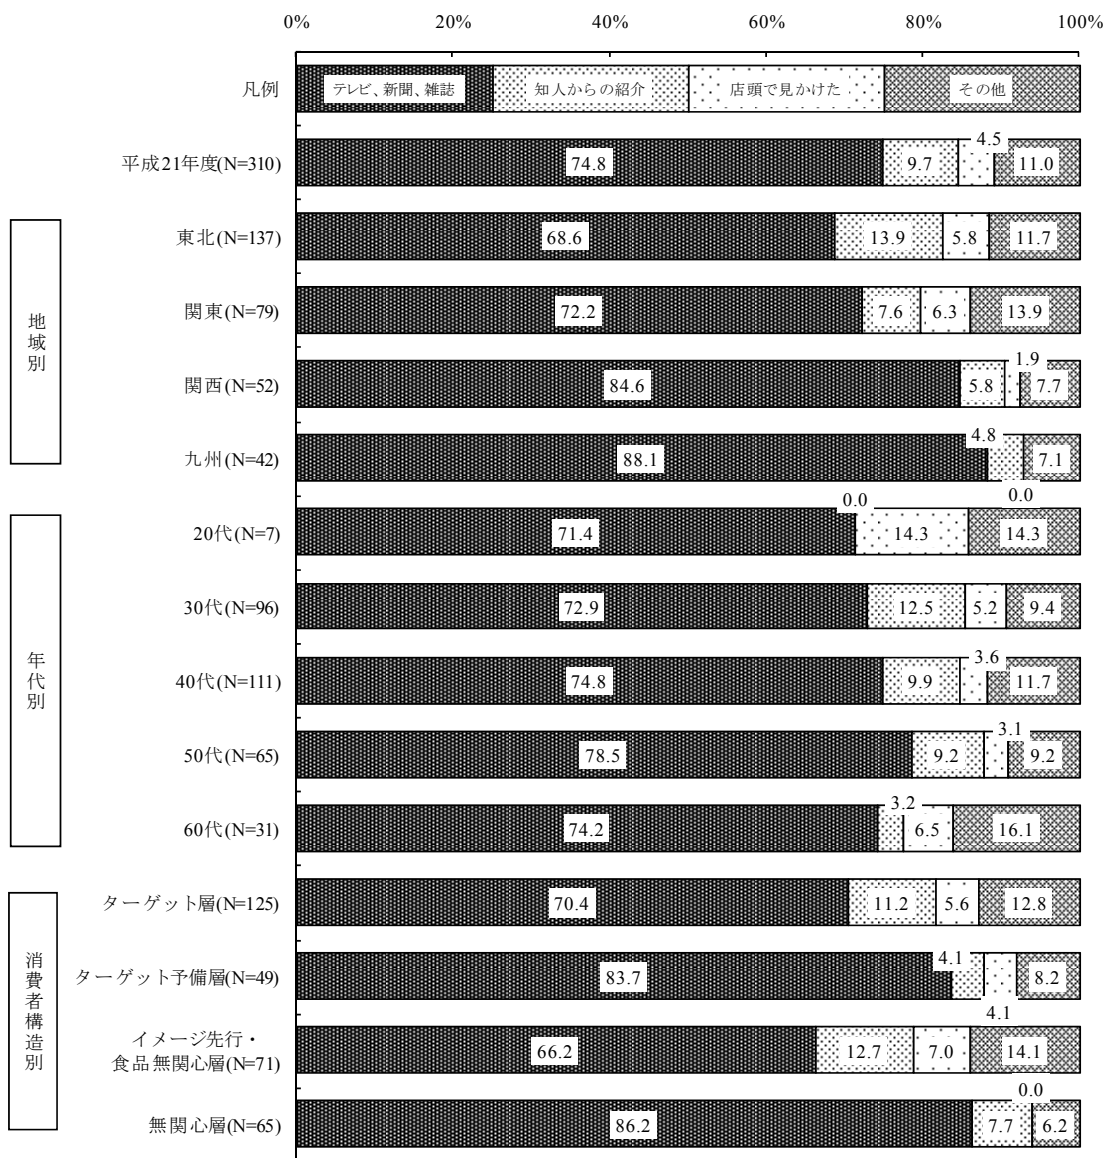 0% 20% 40% 60% 80% 100%
凡例 テレビ、新聞、雑誌 知人からの紹介 店頭で見かけた その他
平成21年度(N=310) 74.8 9.7 4.5 11.0
地域別
東北(N=137) 68.6 13.9 5.8 11.7
関東(N=79) 72.2 7.6 6.3 13.9
関西(N=52) 84.6 5.8 1.9 7.7
九州(N=42) 88.1 4.8 0.0 7.1
年代別
20代(N=7) 71.4 0.0 14.3 14.3
30代(N=96) 72.9 12.5 5.2 9.4
40代(N=111) 74.8 9.9 3.6 11.7
50代(N=65) 78.5 9.2 3.1 9.2
60代(N=31) 74.2 3.2 6.5 16.1
消費者構造別
ターゲット層(N=125) 70.4 11.2 5.6 12.8
ターゲット予備層(N=49) 83.7 4.1 4.1 8.2
イメージ先行・
食品無関心層(N=71) 66.2 12.7 7.0 14.1
無関心層(N=65) 86.2 7.7 0.0 6.2